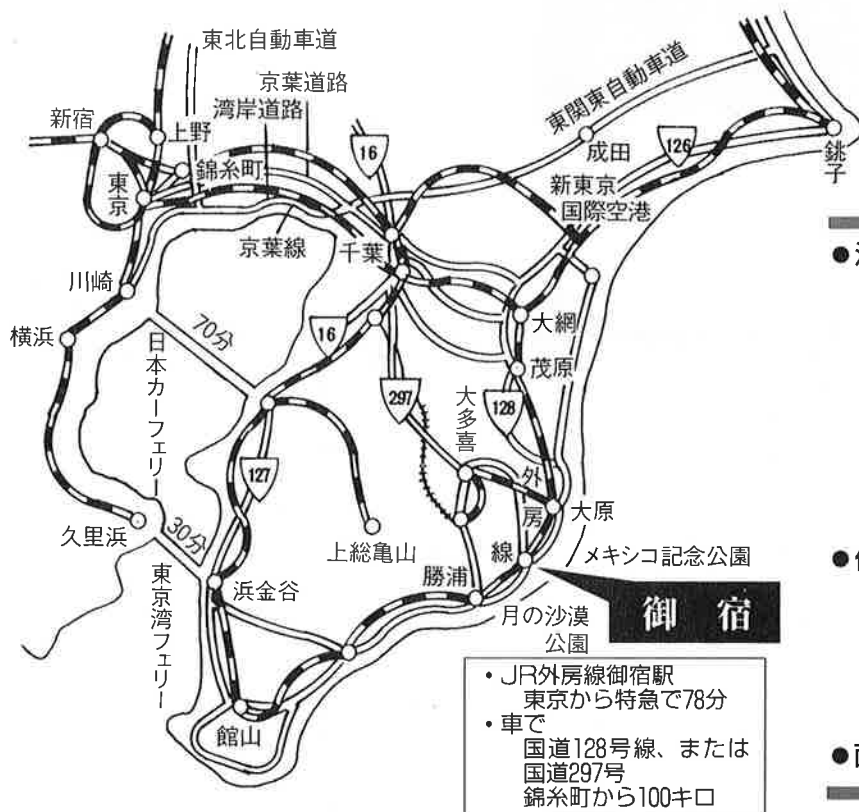 東北自動車道
京葉道路
湾岸道路
東関東自動車道
新宿
上野
錦糸町
16
126
成田
銚子
東京
新東京
国際空港
京葉線
千葉
川崎
横浜
70分
日本カーフェリー
16
大網
茂原
297
大多喜
128
127
外房線
大原
久里浜
30分
上総亀山
メキシコ記念公園
東京湾フェリー
浜金谷
勝浦
御宿
月の沙漠
公園
館山
・JR外房線御宿駅
東京から特急で78分
・車で
国道128号線、または
国道297号
錦糸町から100キロ